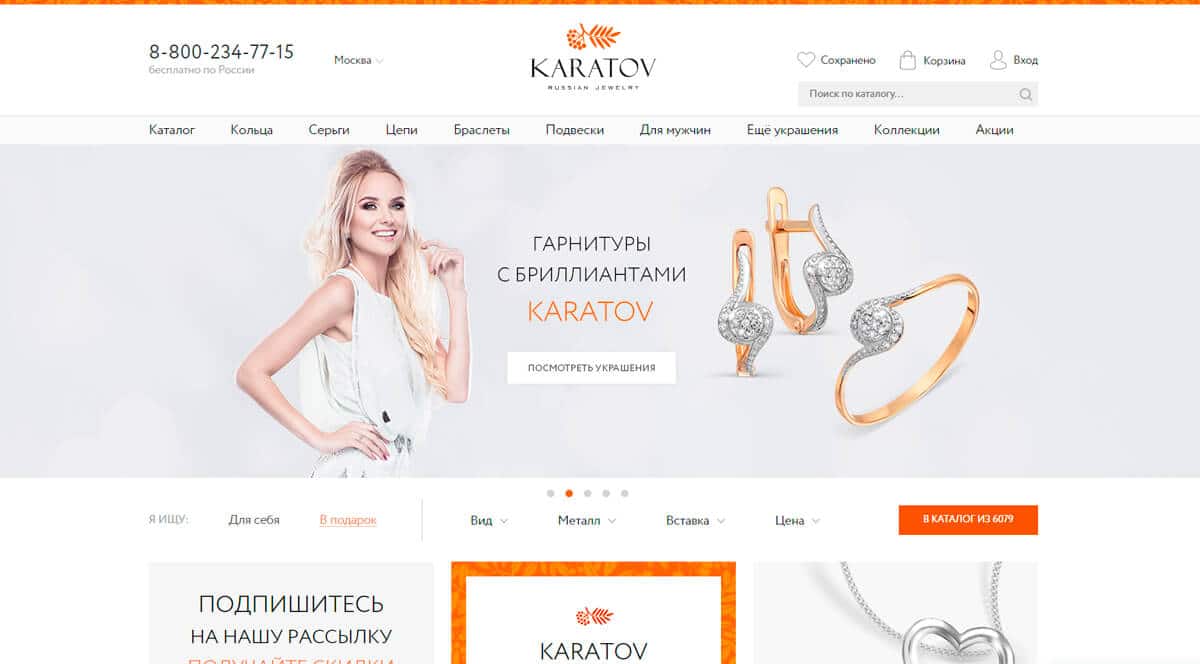 8-800-234-77-15
бесплатно по России
Москва
KARATOV
RUSSIAN JEWELRY
Сохранено
Корзина
Вход
Поиск по каталогу...
Каталог Кольца Серьги Цепи Браслеты Подвески Для мужчин Ещё украшения Коллекции Акции
ГАРНИТУРЫ
С БРИЛЛИАНТАМИ
KARATOV
ПОСМОТРЕТЬ УКРАШЕНИЯ
Я ИЩУ: Для себя В подарок Вид Металл Вставка Цена В КАТАЛОГ ИЗ 6079
ПОДПИШИТЕСЬ
НА НАШУ РАССЫЛКУ
ПОЛУЧАЙТЕ СКИДКИ
KARATOV